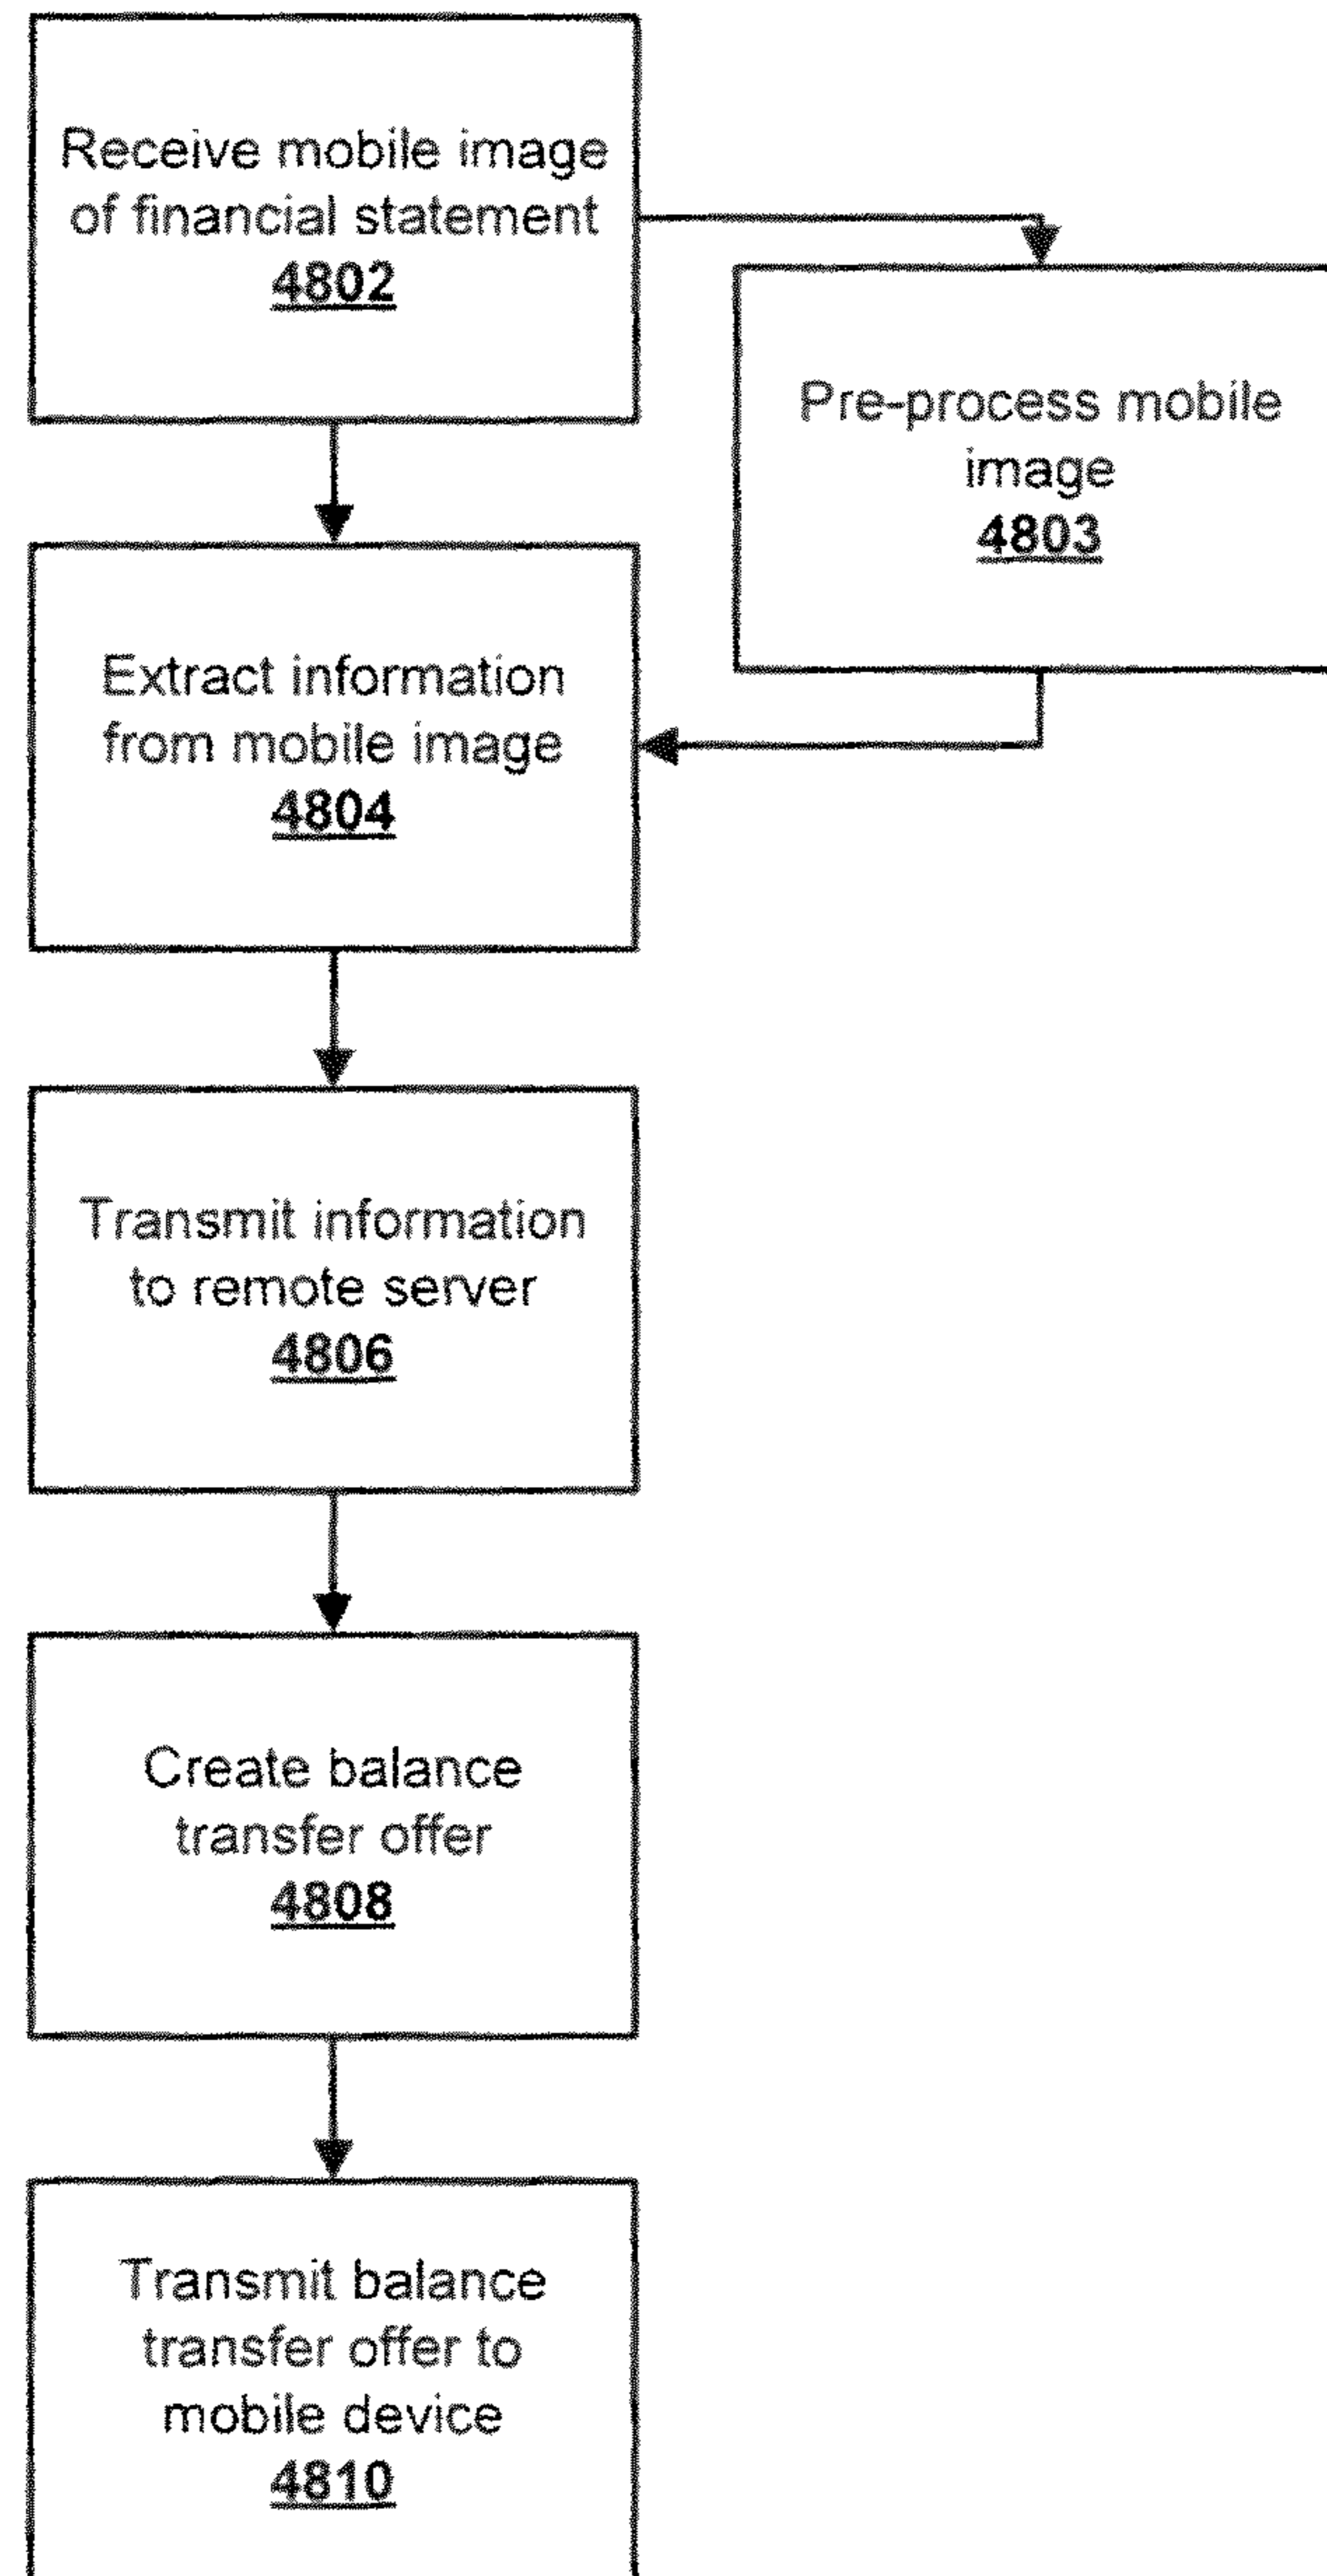 Receive mobile image
of financial statement
4802
Pre-process mobile
image
4803
Extract information
from mobile image
4804
Transmit information
to remote server
4806
Create balance
transfer offer
4808
Transmit balance
transfer offer to
mobile device
4810